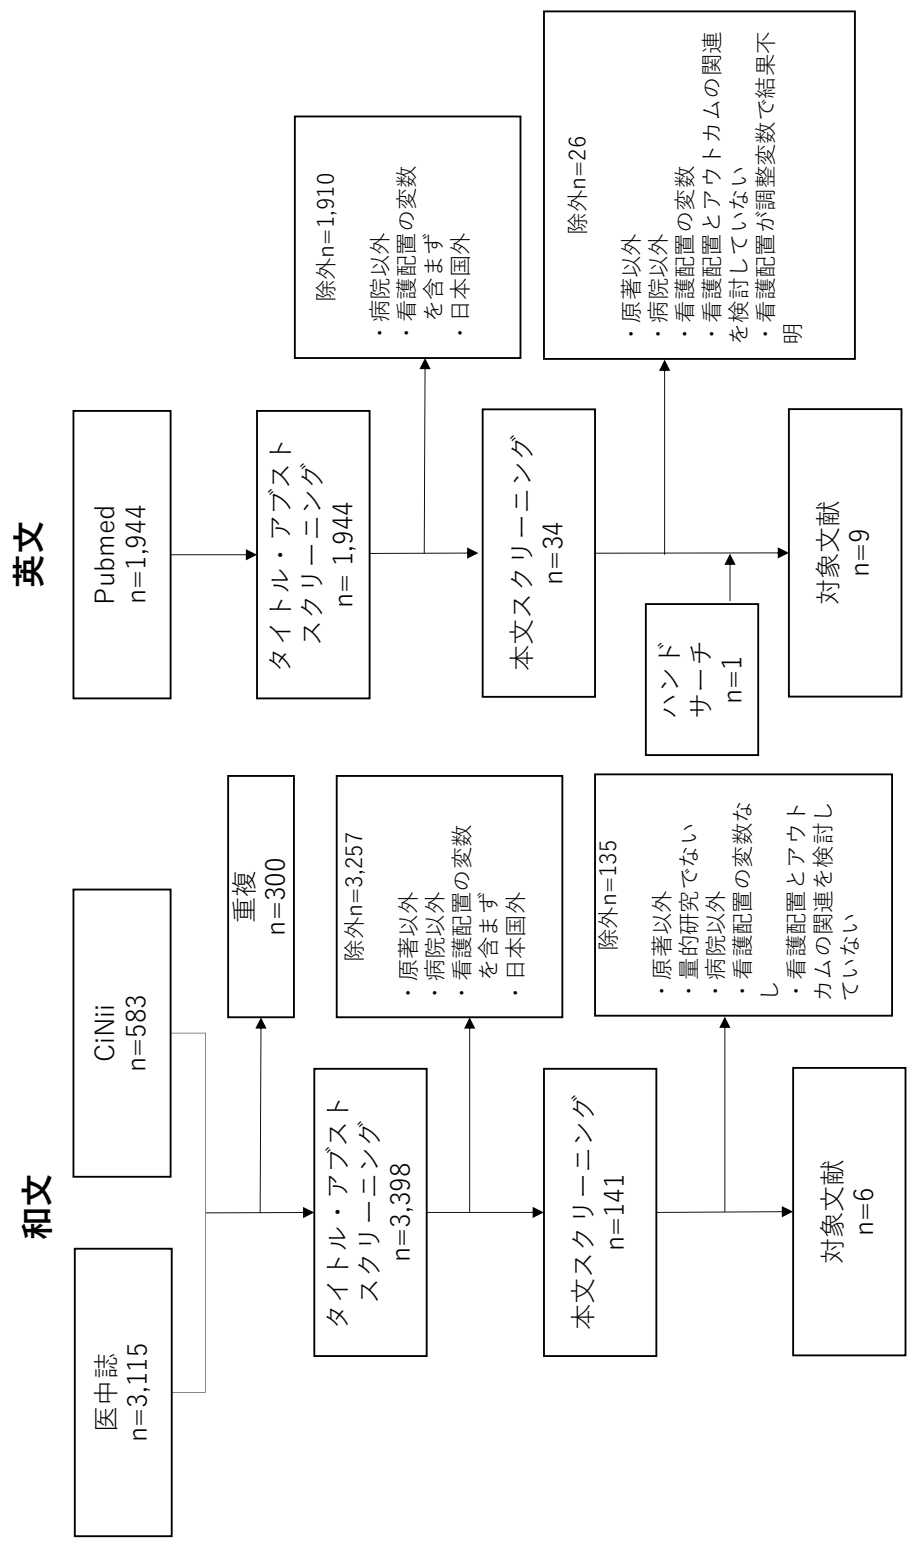 和文
医中誌
n=3,115
CiNii
n=583
重複
n=300
タイトル・アブスト
スクリーニング
n=3,398
除外n=3,257
・原著以外
・病院以外
・看護配置の変数
を含まず
・日本国外
本文スクリーニング
n=141
除外n=135
・原著以外
・量的研究でない
・病院以外
・看護配置の変数な
し
・看護配置とアウト
カムの関連を検討し
ていない
対象文献
n=6
英文
Pubmed
n=1,944
タイトル・アブスト
スクリーニング
n= 1,944
除外n=1,910
・病院以外
・看護配置の変数
を含まず
・日本国外
本文スクリーニング
n=34
除外n=26
・原著以外
・病院以外
・看護配置の変数
・看護配置とアウトカムの関連
を検討していない
・看護配置が調整変数で結果不
明
ハンド
サーチ
n=1
対象文献
n=9